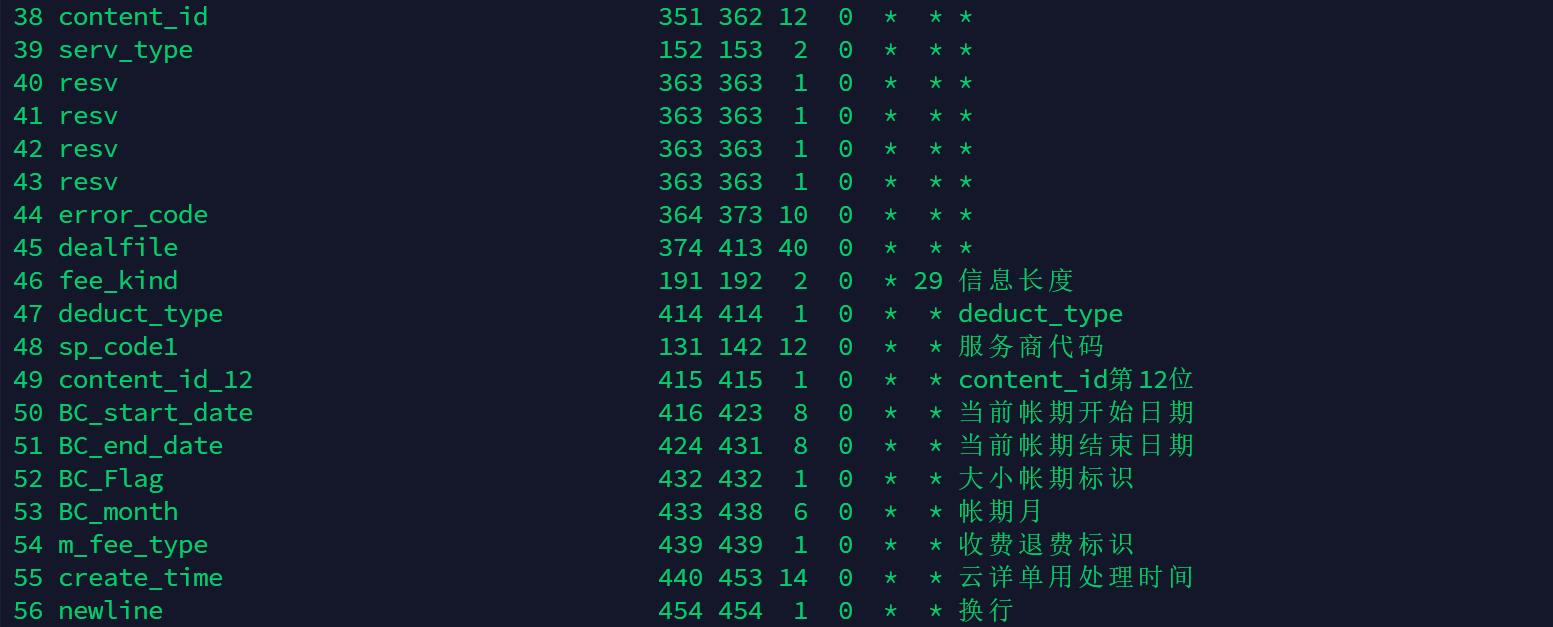 38 content_id 351 362 12 0 * * *
39 serv_type 152 153 2 0 * * *
40 resv 363 363 1 0 * * *
41 resv 363 363 1 0 * * *
42 resv 363 363 1 0 * * *
43 resv 363 363 1 0 * * *
44 error_code 364 373 10 0 * * *
45 dealfile 374 413 40 0 * * *
46 fee_kind 191 192 2 0 * 29 信息长度
47 deduct_type 414 414 1 0 * * deduct_type
48 sp_code1 131 142 12 0 * * 服务商代码
49 content_id_12 415 415 1 0 * * content_id第12位
50 BC_start_date 416 423 8 0 * * 当前帐期开始日期
51 BC_end_date 424 431 8 0 * * 当前帐期结束日期
52 BC_Flag 432 432 1 0 * * 大小帐期标识
53 BC_month 433 438 6 0 * * 帐期月
54 m_fee_type 439 439 1 0 * * 收费退费标识
55 create_time 440 453 14 0 * * 云详单用处理时间
56 newline 454 454 1 0 * * 换行